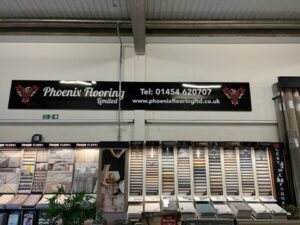 Phoenix Flooring
Limited
Tel: 01454 620707
www.phoenixflooringltd.co.uk